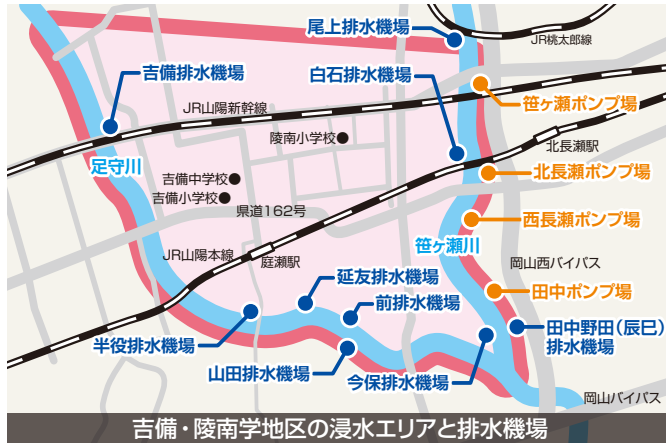 尾上排水機場
JR桃太郎線
吉備排水機場
白石排水機場
笹ヶ瀬ポンプ場
JR山陽新幹線
陵南小学校
北長瀬駅
足守川
北長瀬ポンプ場
吉備中学校
吉備小学校
県道162号
西長瀬ポンプ場
笹ヶ瀬川
JR山陽本線
庭瀬駅
岡山西バイパス
延友排水機場
田中ポンプ場
前排水機場
半役排水機場
田中野田(辰巳)
排水機場
山田排水機場
今保排水機場
岡山バイパス
吉備・陵南学地区の浸水エリアと排水機場